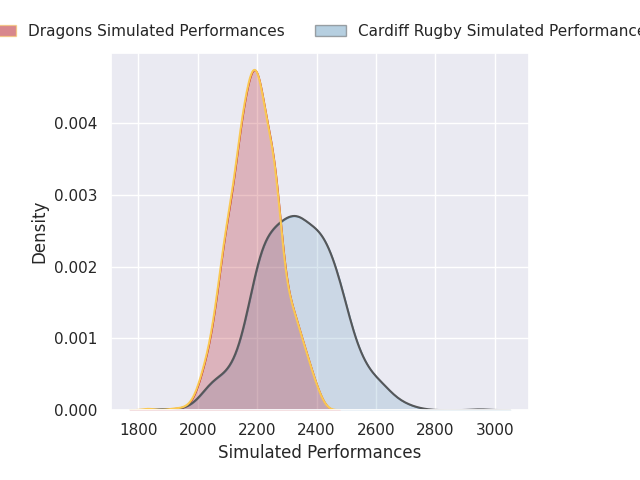 Dragons Simulated Performances
Cardiff Rugby Simulated Performance
0.004
0.003
0.002
0.001
0.000
Density
1800 2000 2200 2400 2600 2800 3000
Simulated Performances